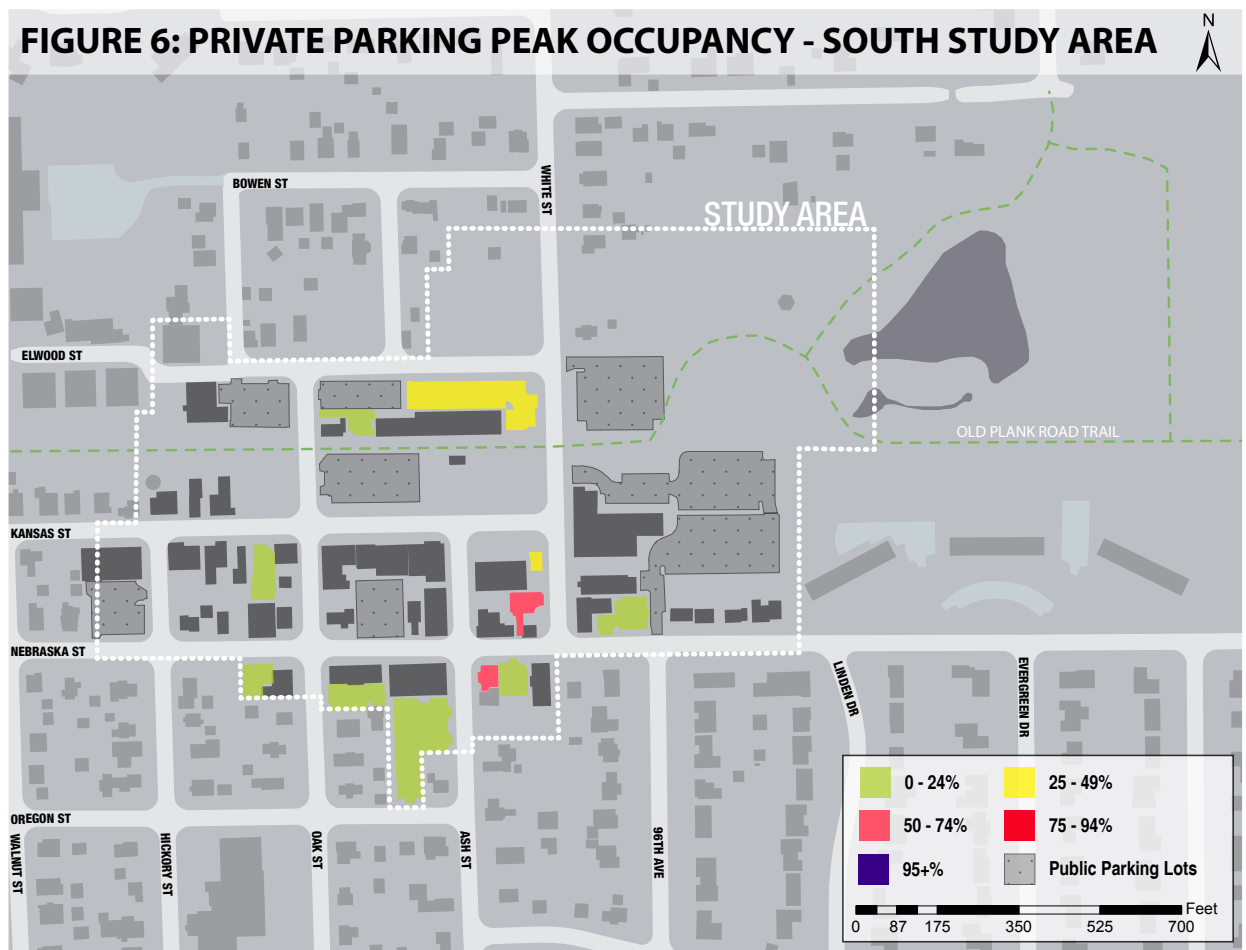 FIGURE 6: PRIVATE PARKING PEAK OCCUPANCY - SOUTH STUDY AREA
N
BOWEN ST
WHITE ST
STUDY AREA
ELWOOD ST
OLD PLANK ROAD TRAIL
KANSAS ST
NEBRASKA ST
LINDEN DR
EVERGREEN DR
OREGON ST
WALNUT ST
HICKORY ST
OAK ST
ASH ST
96TH AVE
0 - 24%
25 - 49%
50 - 74%
75 - 94%
95+%
Public Parking Lots
Feet
0 87 175 350 525 700